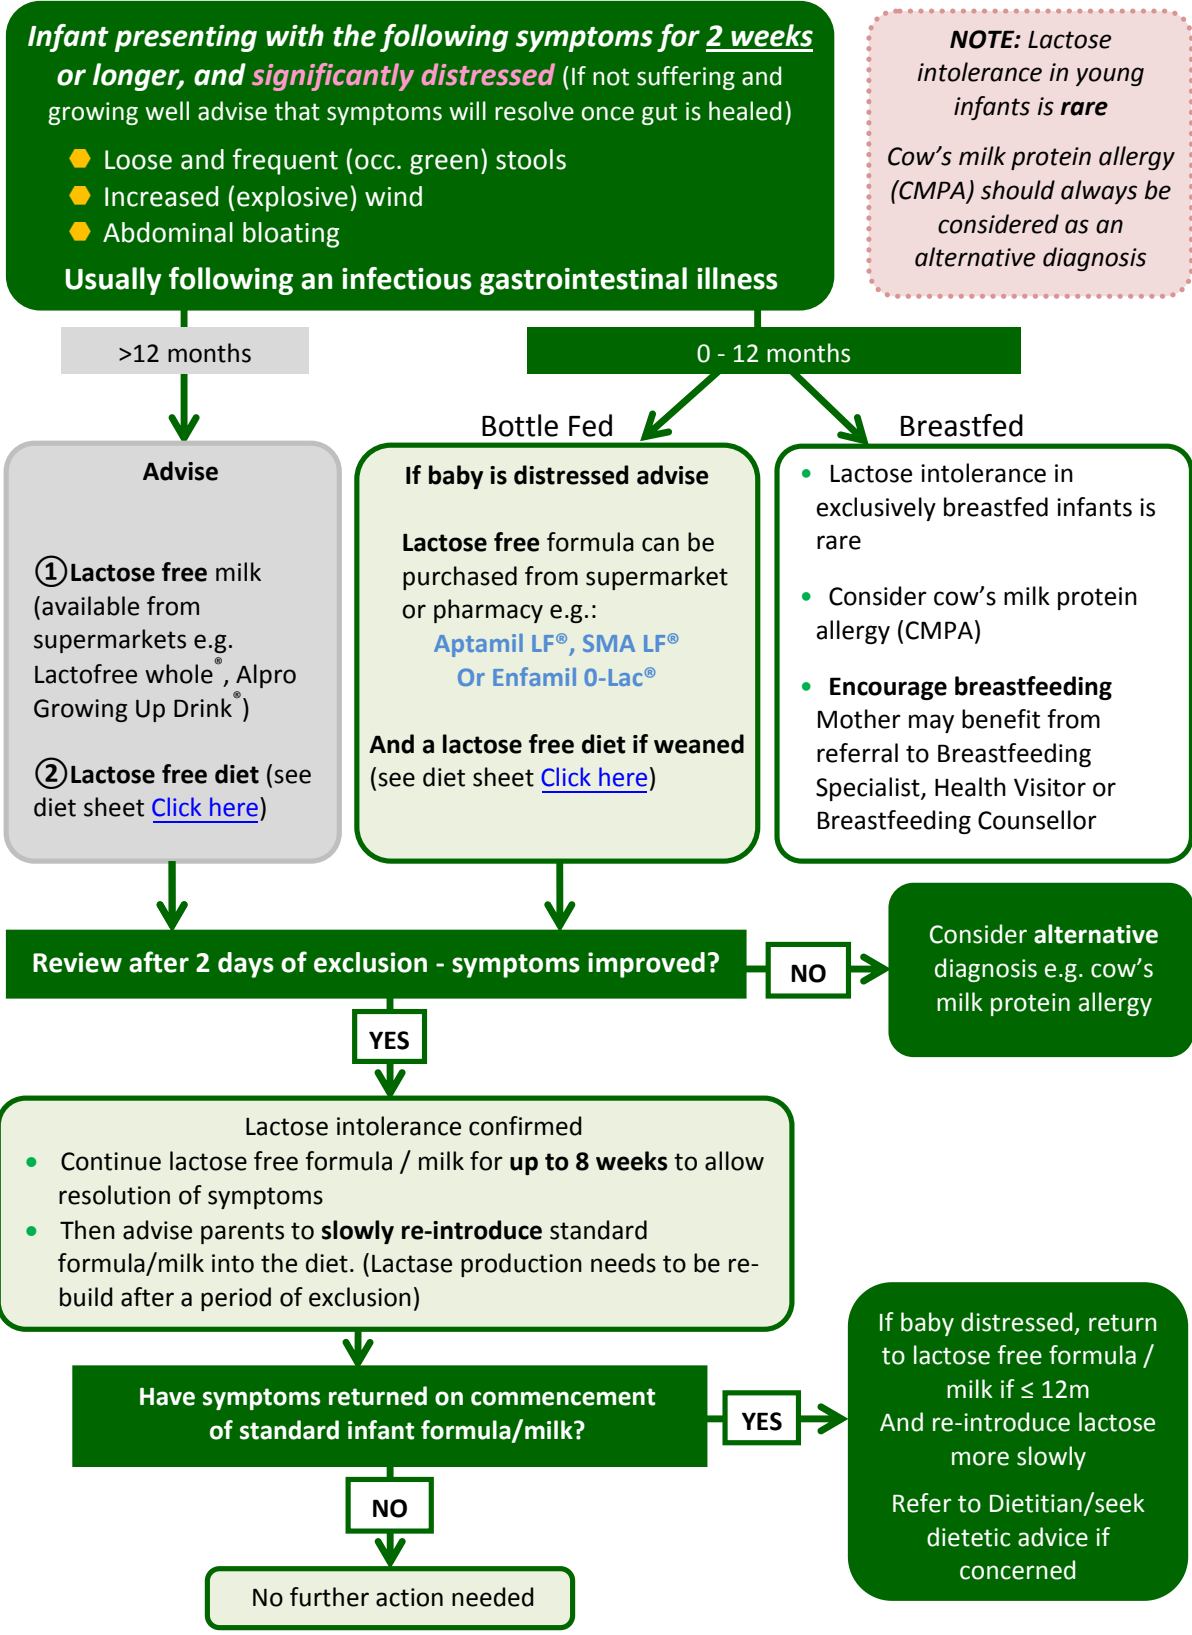 Infant presenting with the following symptoms for 2 weeks
or longer, and significantly distressed (If not suffering and
growing well advise that symptoms will resolve once gut is healed)
Loose and frequent (occ. green) stools
Increased (explosive) wind
Abdominal bloating
Usually following an infectious gastrointestinal illness
NOTE: Lactose
intolerance in young
infants is rare
Cow's milk protein allergy
(CMPA) should always be
considered as an
alternative diagnosis
>12 months
0 - 12 months
Bottle Fed
Breastfed
Advise
①Lactose free milk
(available from
supermarkets e.g.
Lactofree whole®, Alpro
Growing Up Drink®)
②Lactose free diet (see
diet sheet Click here)
If baby is distressed advise
Lactose free formula can be
purchased from supermarket
or pharmacy e.g.:
Aptamil LF®, SMA LF®
Or Enfamil 0-Lac®
And a lactose free diet if weaned
(see diet sheet Click here)
• Lactose intolerance in
exclusively breastfed infants is
rare
• Consider cow's milk protein
allergy (CMPA)
• Encourage breastfeeding
Mother may benefit from
referral to Breastfeeding
Specialist, Health Visitor or
Breastfeeding Counsellor
Review after 2 days of exclusion - symptoms improved?
NO
Consider alternative
diagnosis e.g. cow's
milk protein allergy
YES
Lactose intolerance confirmed
• Continue lactose free formula / milk for up to 8 weeks to allow
resolution of symptoms
• Then advise parents to slowly re-introduce standard
formula/milk into the diet. (Lactase production needs to be re-
build after a period of exclusion)
Have symptoms returned on commencement
of standard infant formula/milk?
YES
If baby distressed, return
to lactose free formula /
milk if ≤ 12m
And re-introduce lactose
more slowly
Refer to Dietitian/seek
dietetic advice if
concerned
NO
No further action needed